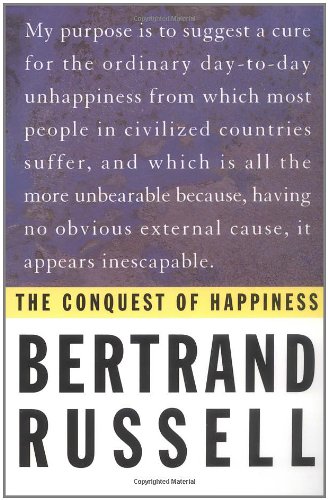 My purpose is to suggest a cure
for the ordinary day-to-day
unhappiness from which most
people in civilized countries
suffer, and which is all the
more unbearable because, having
no obvious external cause, it
appears inescapable.
THE CONQUEST OF HAPPINESS
BERTRAND
RUSSELL
Copyrighted Material
Copyrighted Material